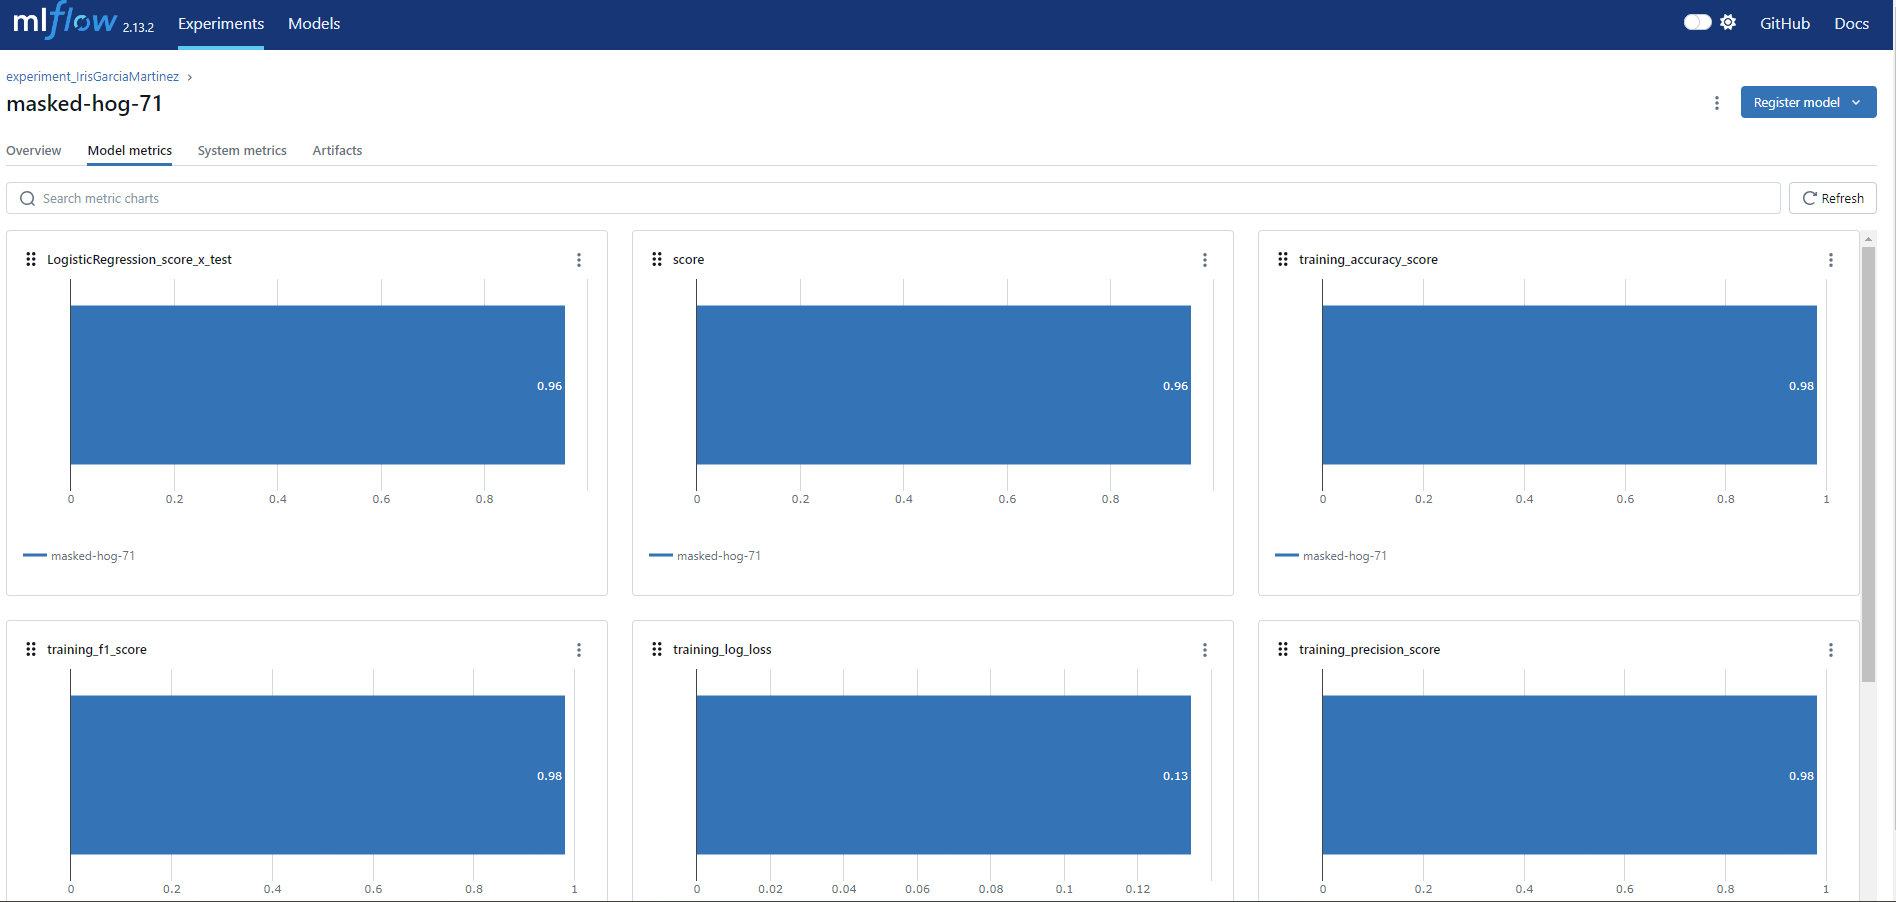 mlflow 2.13.2 Experiments Models GitHub Docs
experiment_IrisGarciaMartinez ›
masked-hog-71
Register model
Overview Model metrics System metrics Artifacts
Search metric charts
Refresh
LogisticRegression_score_x_test
0.96
0 0.2 0.4 0.6 0.8
masked-hog-71
score
0.96
0 0.2 0.4 0.6 0.8
masked-hog-71
training_accuracy_score
0.98
0 0.2 0.4 0.6 0.8 1
masked-hog-71
training_f1_score
0.98
0 0.2 0.4 0.6 0.8 1
training_log_loss
0.13
0 0.02 0.04 0.06 0.08 0.1 0.12
training_precision_score
0.98
0 0.2 0.4 0.6 0.8 1